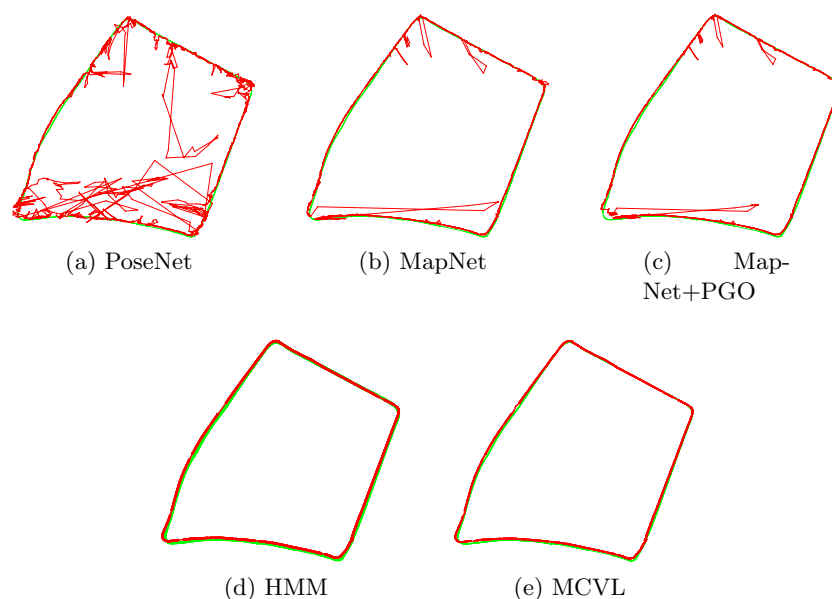 (a) PoseNet
(b) MapNet
(c) Map-
Net+PGO
(d) HMM
(e) MCVL